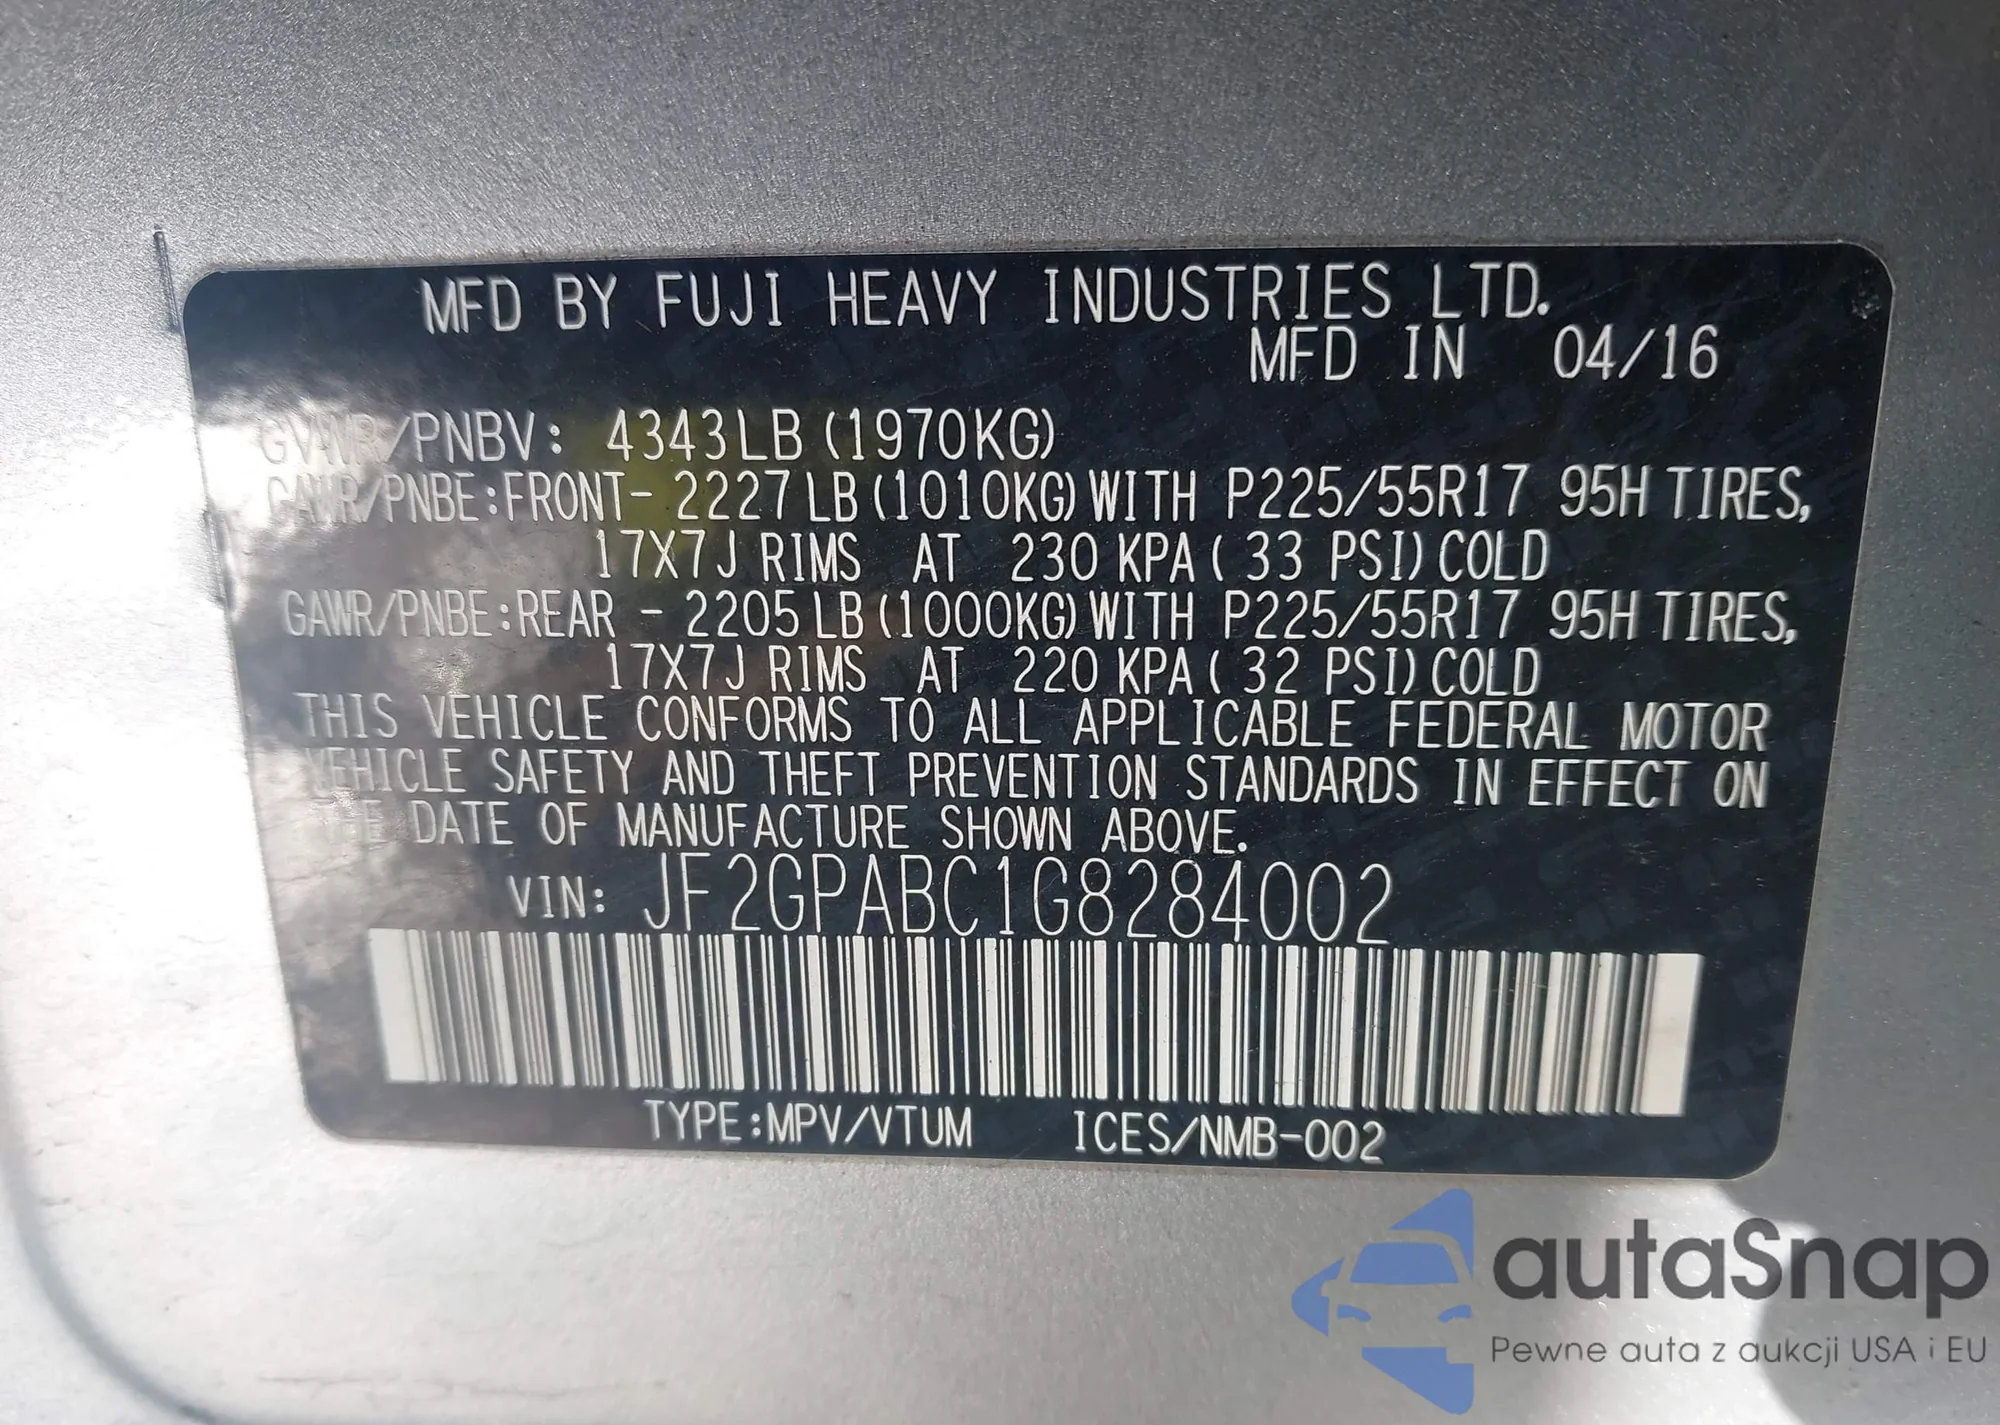 MFD BY FUJI HEAVY INDUSTRIES LTD.
MFD IN 04/16
GVWR/PNBV: 4343LB (1970KG)
GAWR/PNBE:FRONT- 2227LB (1010KG) WITH P225/55R17 95H TIRES,
17X7J RIMS AT 230 KPA ( 33 PSI) COLD
GAWR/PNBE:REAR - 2205LB (1000KG) WITH P225/55R17 95H TIRES,
17X7J RIMS AT 220 KPA ( 32 PSI) COLD
THIS VEHICLE CONFORMS TO ALL APPLICABLE FEDERAL MOTOR
VEHICLE SAFETY AND THEFT PREVENTION STANDARDS IN EFFECT ON
THE DATE OF MANUFACTURE SHOWN ABOVE.
VIN: JF2GPABC1G8284002
TYPE:MPV/VTUM ICES/NMB-002
autaSnap
Pewne auta z aukcji USA i EU